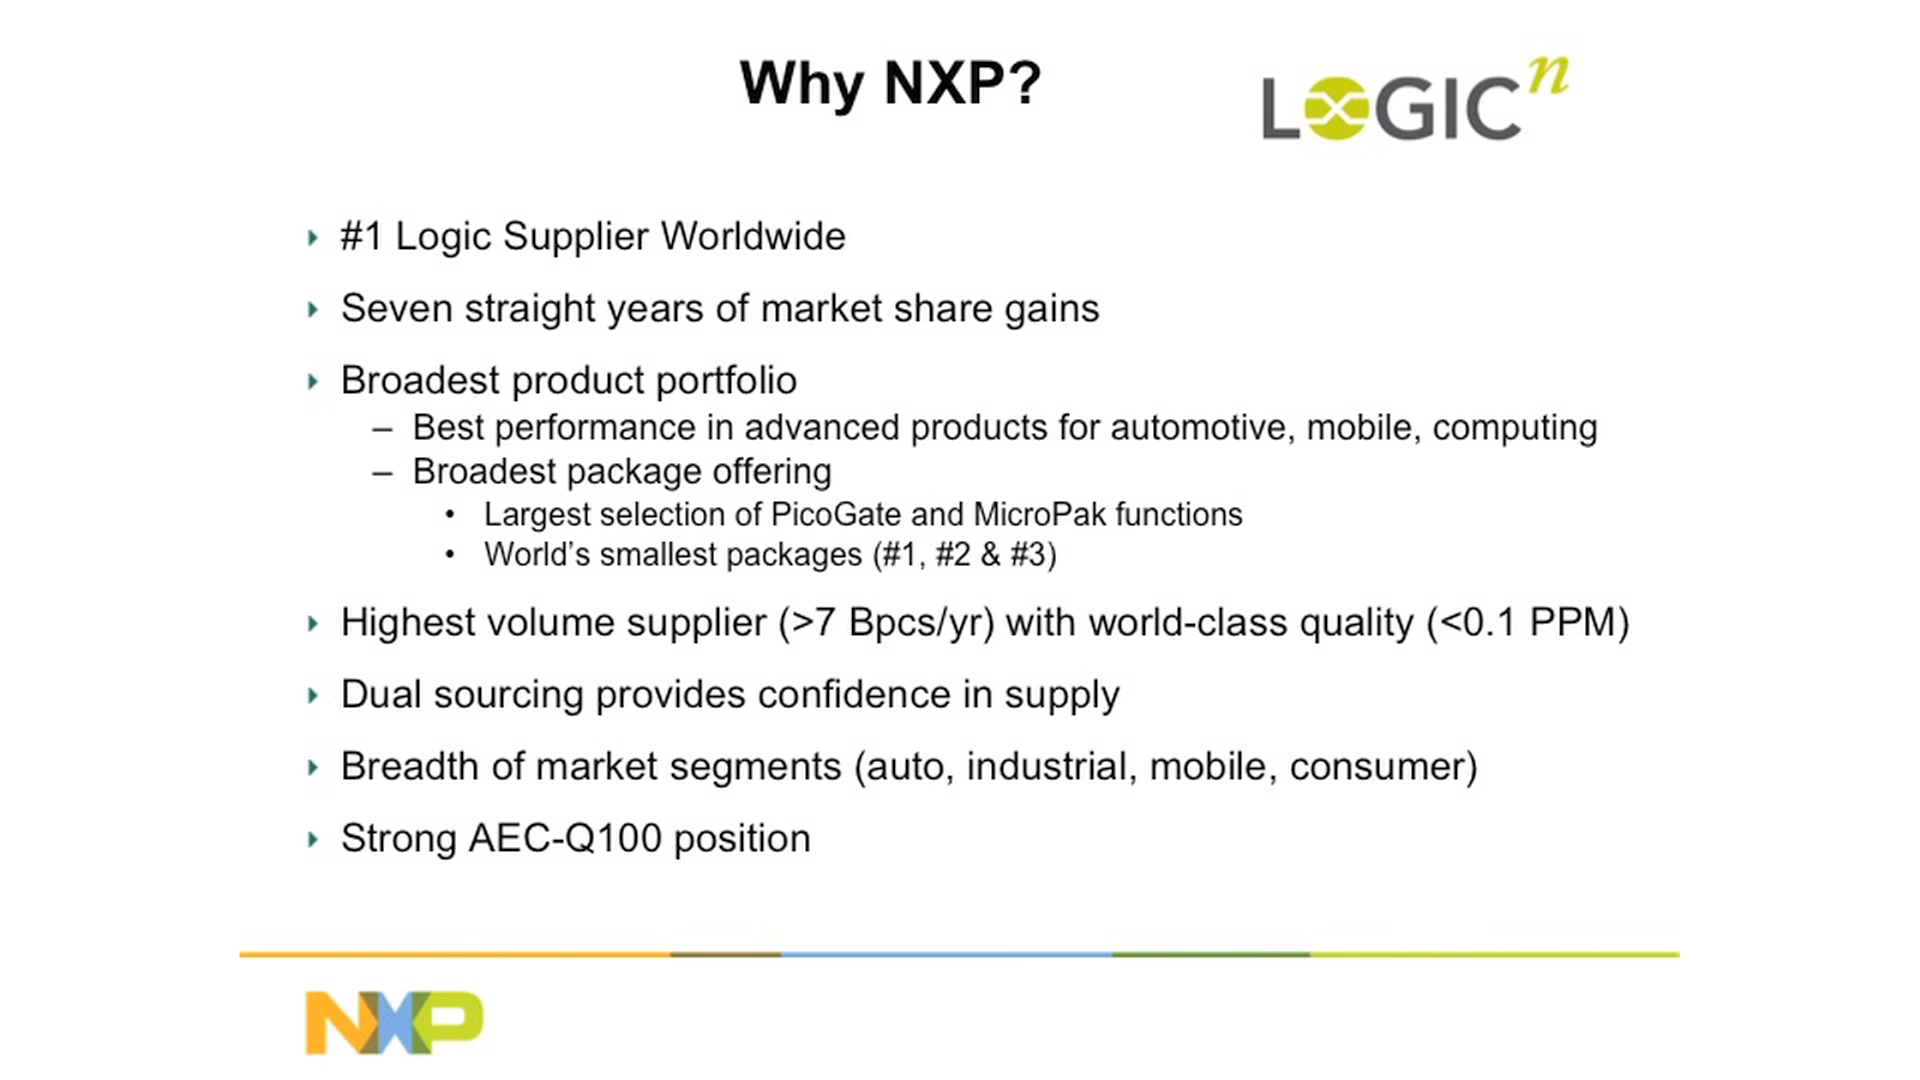 Why NXP?
LOGICn
#1 Logic Supplier Worldwide
Seven straight years of market share gains
Broadest product portfolio
– Best performance in advanced products for automotive, mobile, computing
– Broadest package offering
• Largest selection of PicoGate and MicroPak functions
• World’s smallest packages (#1, #2 & #3)
Highest volume supplier (>7 Bpcs/yr) with world-class quality (<0.1 PPM)
Dual sourcing provides confidence in supply
Breadth of market segments (auto, industrial, mobile, consumer)
Strong AEC-Q100 position
NXP